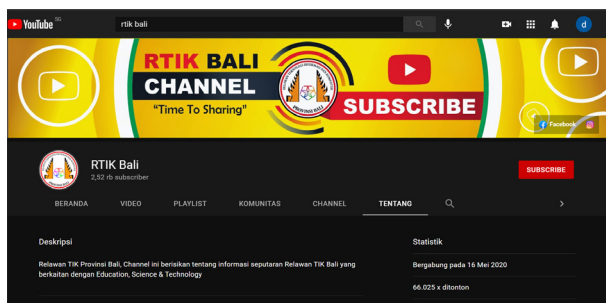 YouTube SG
rtik bali
d
RTIK BALI
CHANNEL
"Time To Sharing"
PROVINSI BALI
SUBSCRIBE
Facebook
RTIK Bali
2,52 rb subscriber
SUBSCRIBE
BERANDA VIDEO PLAYLIST KOMUNITAS CHANNEL TENTANG
Deskripsi
Relawan TIK Provinsi Bali, Channel ini berisikan tentang informasi seputaran Relawan TIK Bali yang
berkaitan dengan Education, Science & Technology
Statistik
Bergabung pada 16 Mei 2020
66.025 x ditonton